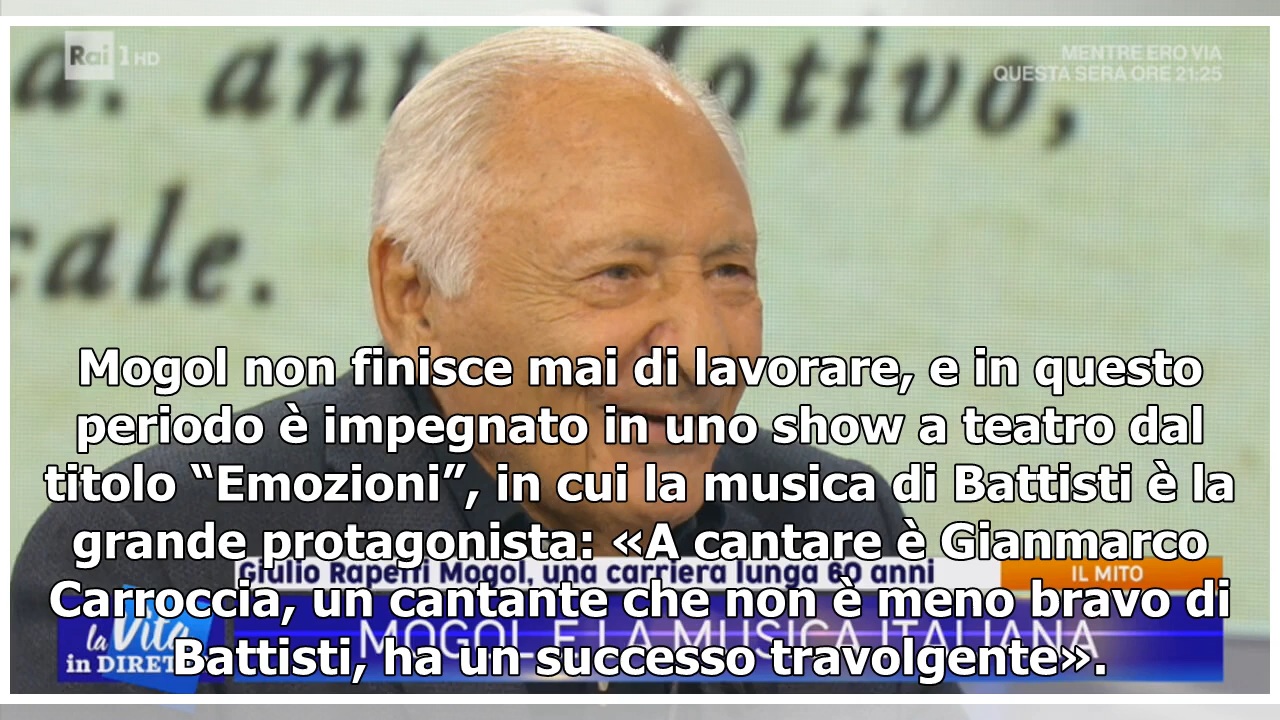 Rai 1 HD
MENTRE ERO VIA
QUESTA SERA ORE 21:25
a. ant
otivo,
cale.
Mogol non finisce mai di lavorare, e in questo
periodo è impegnato in uno show a teatro dal
titolo “Emozioni”, in cui la musica di Battisti è la
grande protagonista: «A cantare è Gianmarco
Carroccia, un cantante che non è meno bravo di
Battisti, ha un successo travolgente».
Giulio Rapetti Mogol, una carriera lunga 60 anni
IL MITO
la Vita
in DIRETTA
MOGOL E LA MUSICA ITALIANA